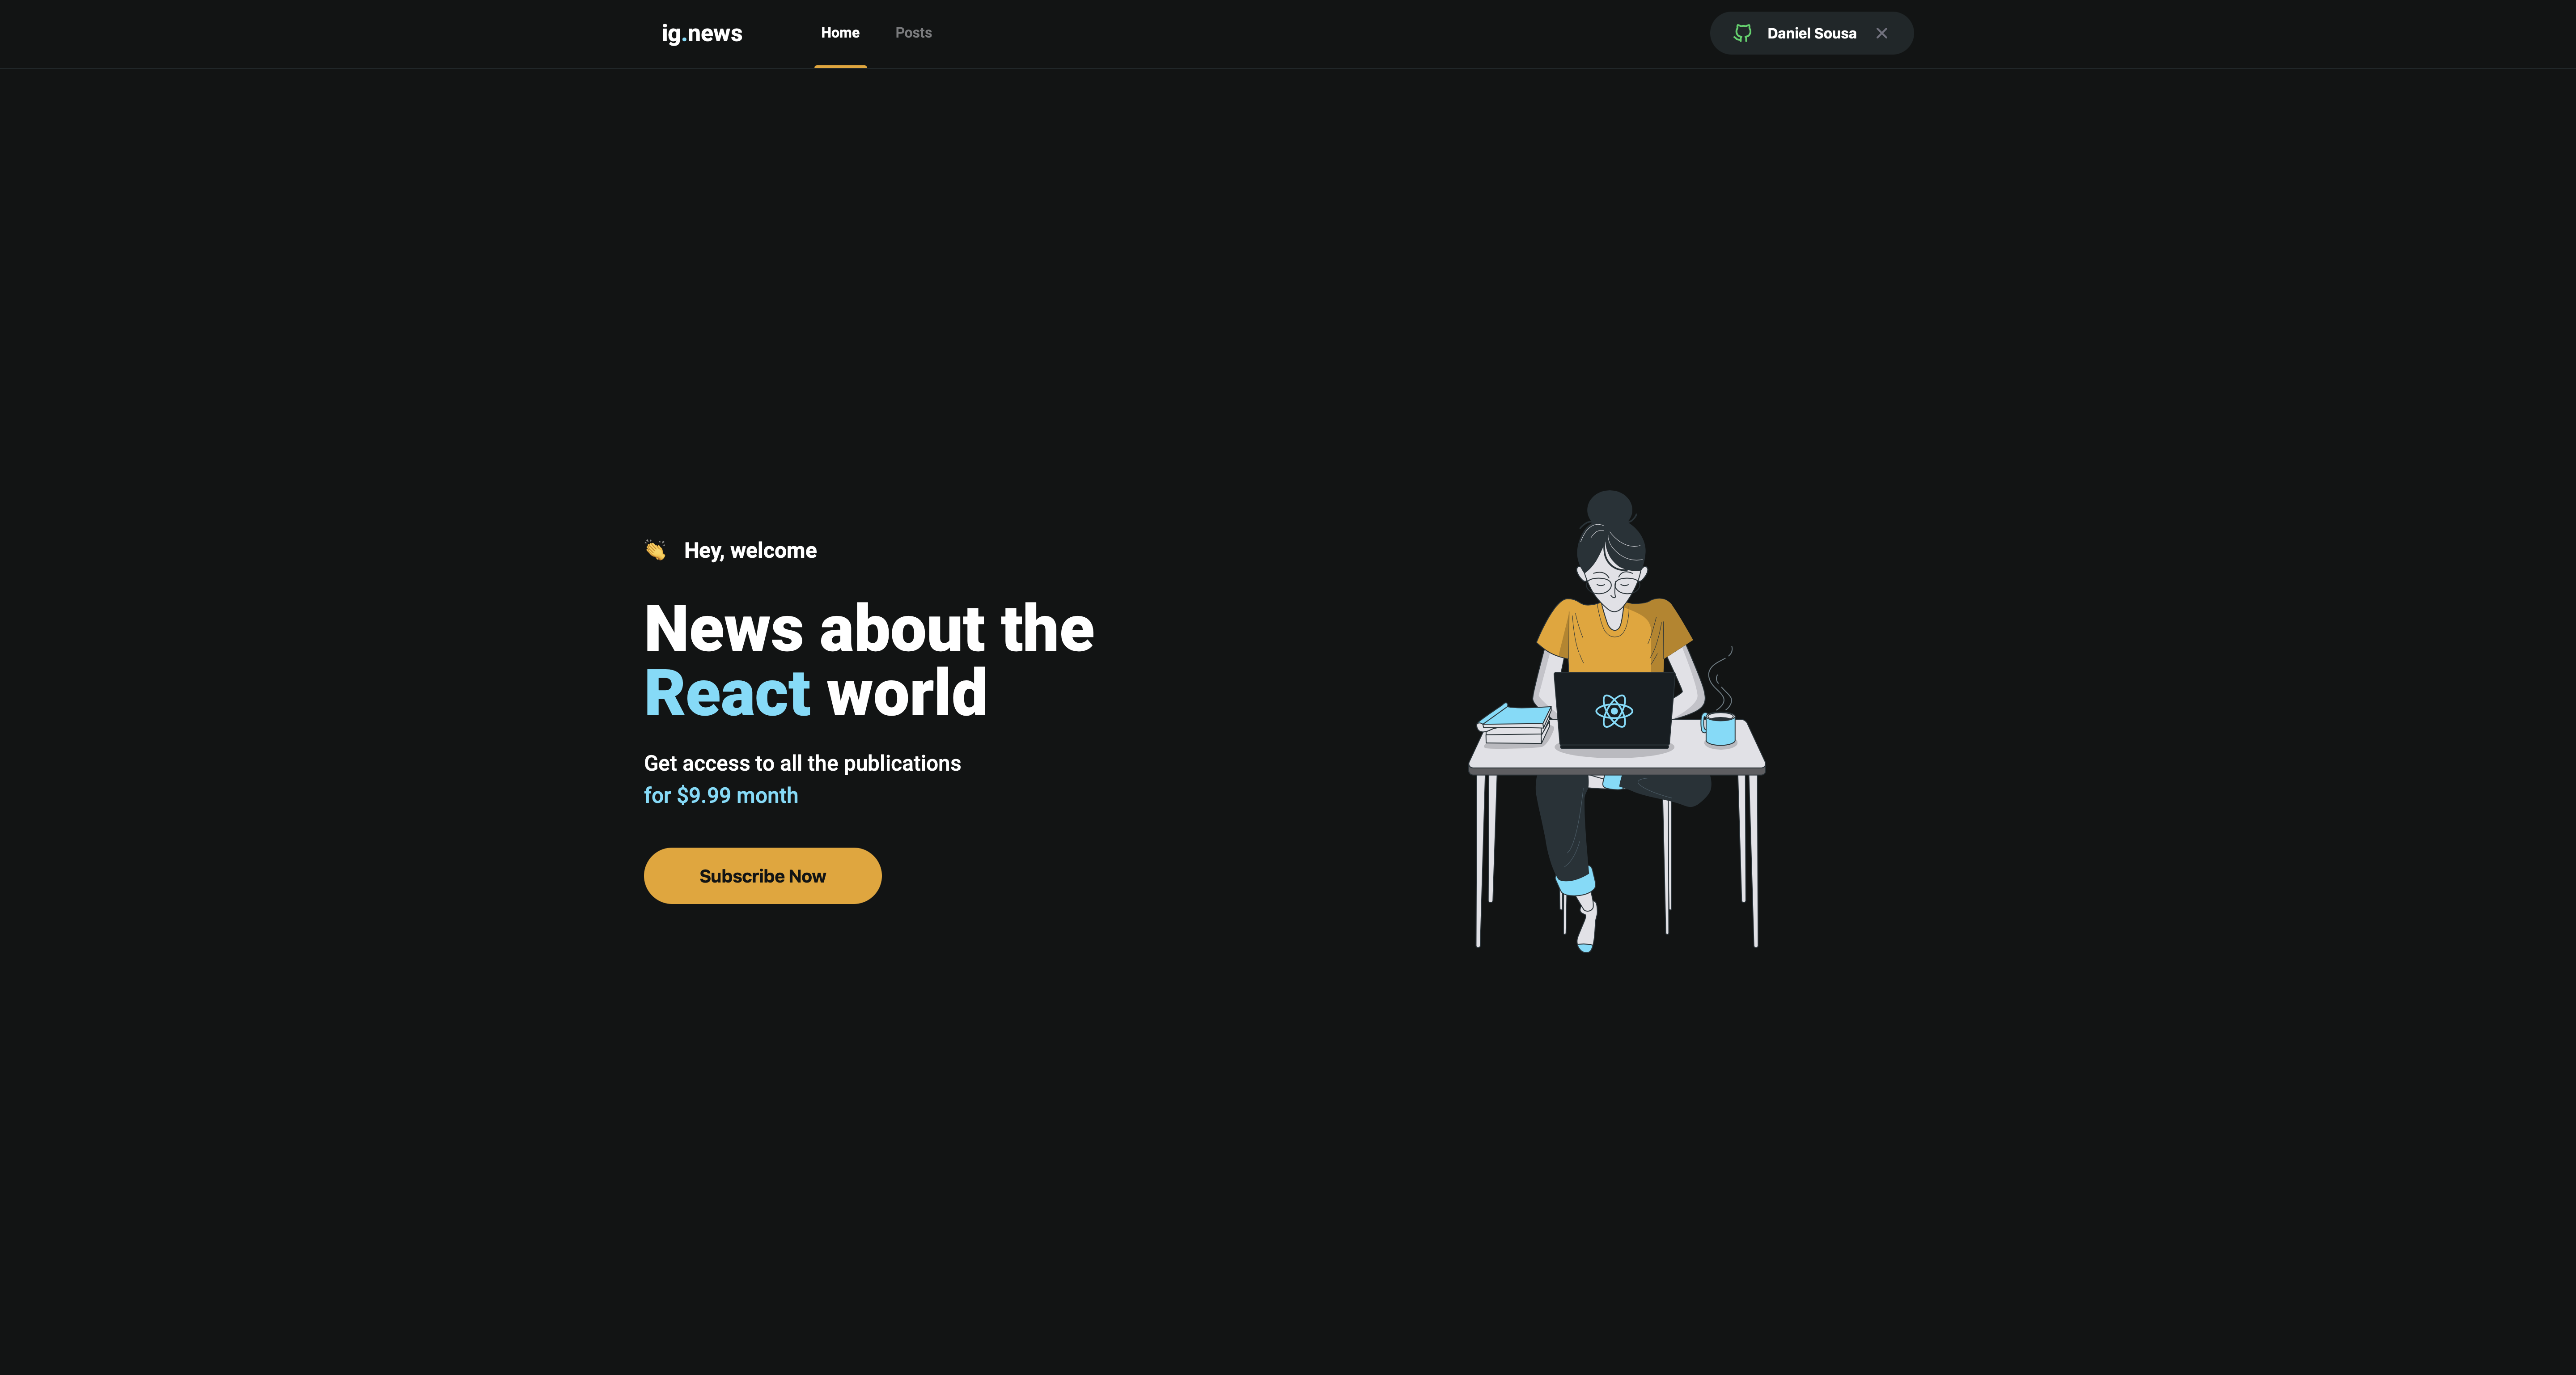 ig.news
Home
Posts
Daniel Sousa
👏 Hey, welcome
News about the
React world
Get access to all the publications
for $9.99 month
Subscribe Now